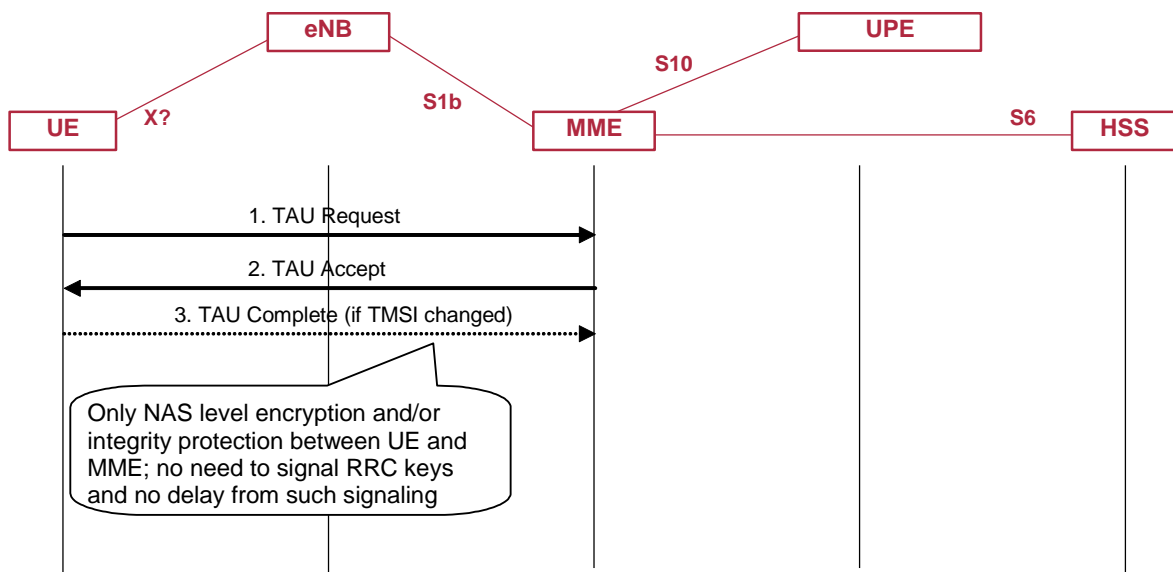 eNB
UPE
S10
S1b
X?
S6
UE
MME
HSS
1. TAU Request
2. TAU Accept
3. TAU Complete (if TMSI changed)
Only NAS level encryption and/or
integrity protection between UE and
MME; no need to signal RRC keys
and no delay from such signaling